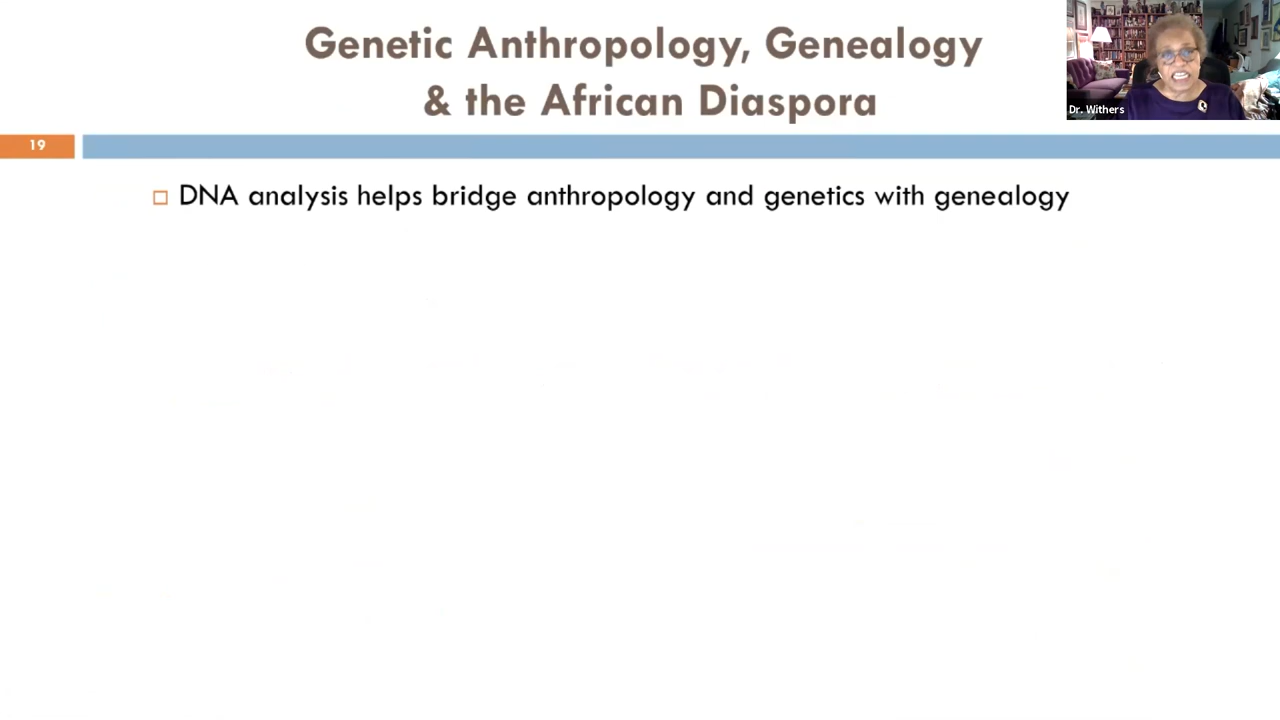 Genetic Anthropology, Genealogy
& the African Diaspora
Dr. Withers
19
DNA analysis helps bridge anthropology and genetics with genealogy